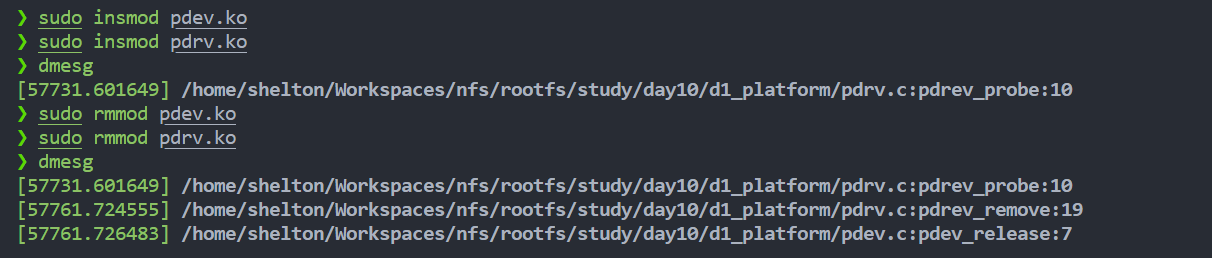 ❯ sudo insmod pdev.ko
❯ sudo insmod pdrv.ko
❯ dmesg
[57731.601649] /home/shelton/Workspaces/nfs/rootfs/study/day10/d1_platform/pdrv.c:pdrev_probe:10
❯ sudo rmmod pdev.ko
❯ sudo rmmod pdrv.ko
❯ dmesg
[57731.601649] /home/shelton/Workspaces/nfs/rootfs/study/day10/d1_platform/pdrv.c:pdrev_probe:10
[57761.724555] /home/shelton/Workspaces/nfs/rootfs/study/day10/d1_platform/pdrv.c:pdrev_remove:19
[57761.726483] /home/shelton/Workspaces/nfs/rootfs/study/day10/d1_platform/pdev.c:pdev_release:7